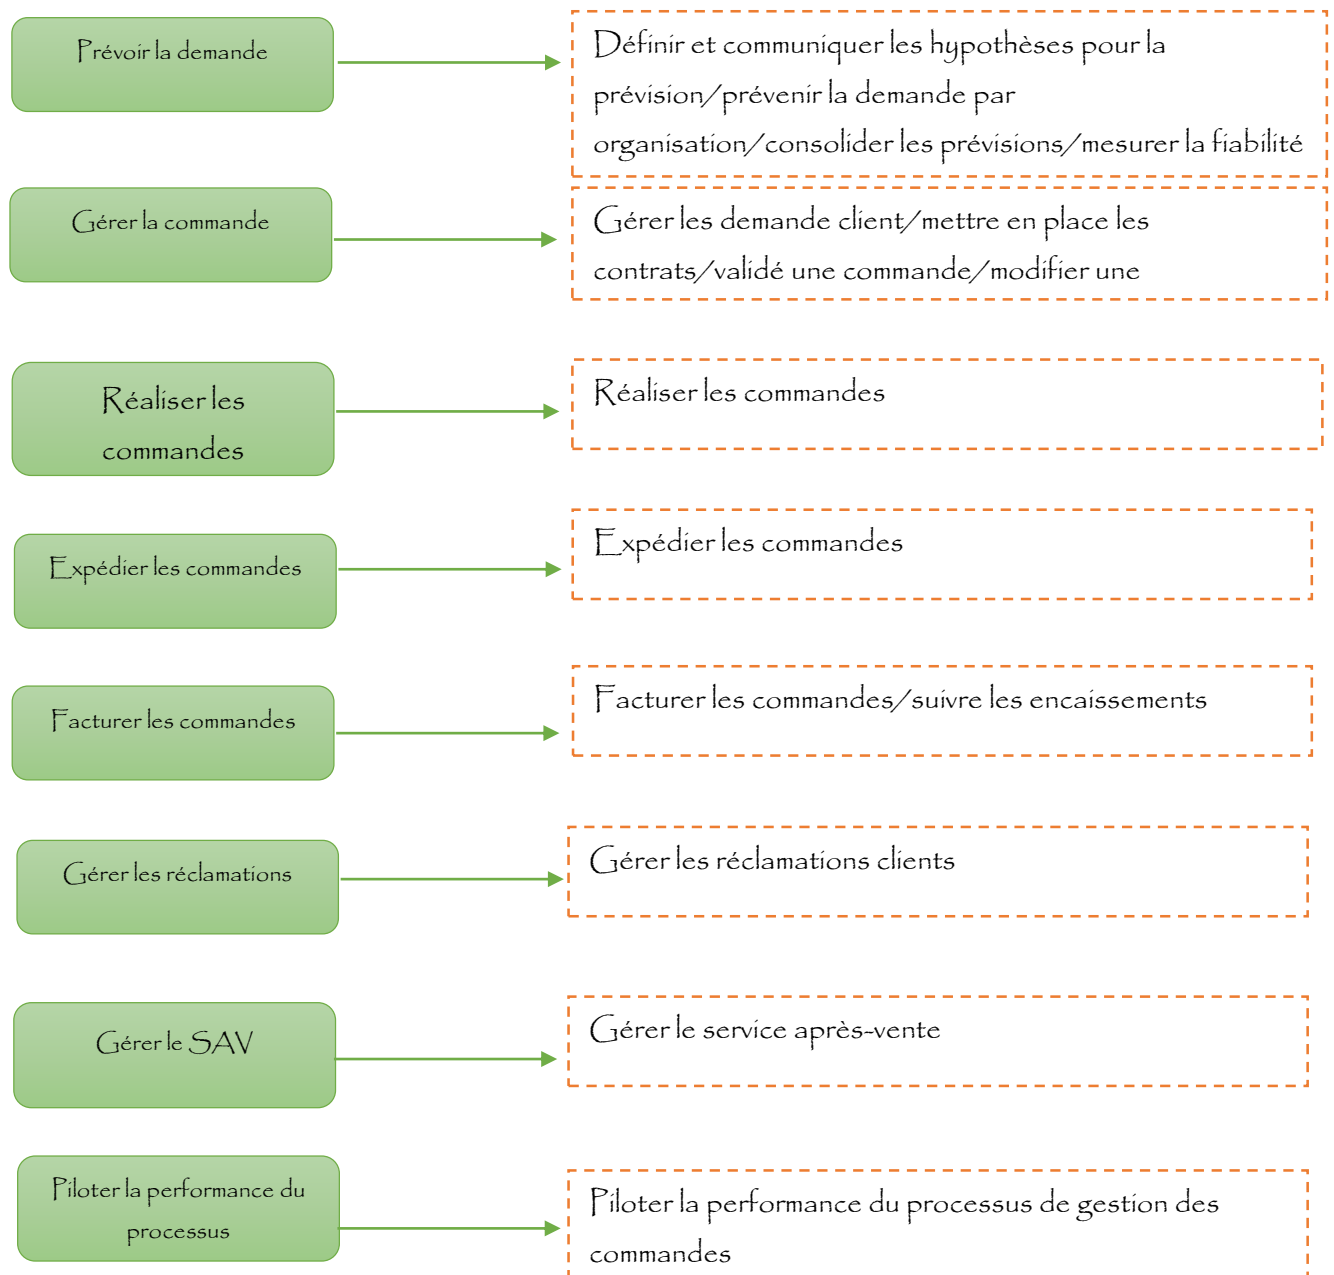 Prévoir la demande
Définir et communiquer les hypothèses pour la
prévision/prévenir la demande par
organisation/consolider les prévisions/mesurer la fiabilité
Gérer la commande
Gérer les demande client/mettre en place les
contrats/validé une commande/modifier une
Réaliser les
commandes
Réaliser les commandes
Expédier les commandes
Expédier les commandes
Facturer les commandes
Facturer les commandes/suivre les encaissements
Gérer les réclamations
Gérer les réclamations clients
Gérer le SAV
Gérer le service après-vente
Piloter la performance du
processus
Piloter la performance du processus de gestion des
commandes